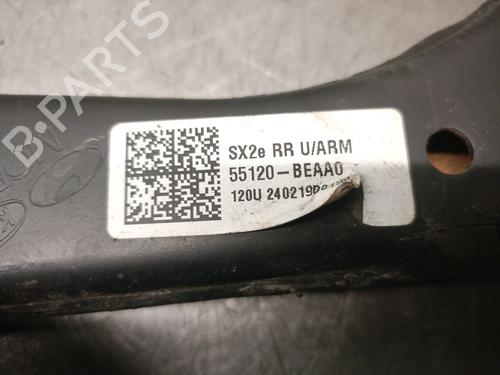 SX2e RR U/ARM
55120-BEAA0
120U 240219
B-PARTS